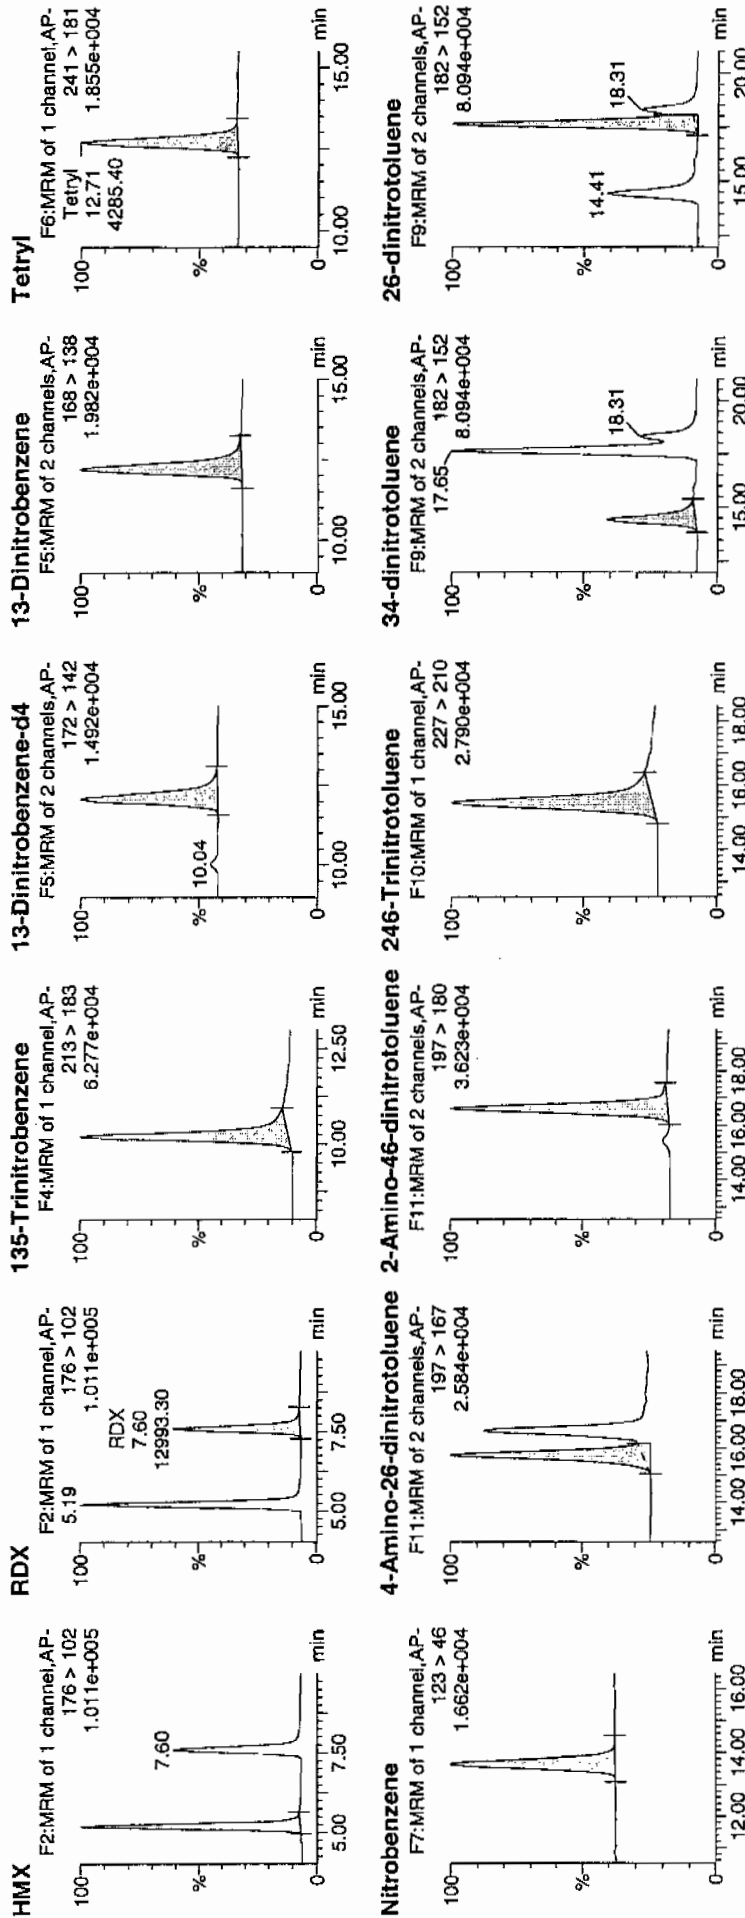 HMX
F2:MRM of 1 channel,AP-
176 > 102
1.011e+005
100
%
0
7.60
5.00
7.50
min
RDX
F2:MRM of 1 channel,AP-
176 > 102
1.011e+005
100
%
0
5.19
RDX
7.60
12993.30
5.00
7.50
min
135-Trinitrobenzene
F4:MRM of 1 channel,AP-
213 > 183
6.277e+004
100
%
0
10.00
12.50
min
13-Dinitrobenzene-d4
F5:MRM of 2 channels,AP-
172 > 142
1.492e+004
100
%
0
10.04
10.00
15.00
min
13-Dinitrobenzene
F5:MRM of 2 channels,AP-
168 > 138
1.982e+004
100
%
0
10.00
15.00
min
Tetryl
F6:MRM of 1 channel,AP-
241 > 181
1.855e+004
100
%
0
Tetryl
12.71
4285.40
10.00
15.00
min
Nitrobenzene
F7:MRM of 1 channel,AP-
123 > 46
1.662e+004
100
%
0
12.00
14.00
16.00
min
4-Amino-26-dinitrotoluene
F11:MRM of 2 channels,AP-
197 > 167
2.584e+004
100
%
0
14.00
16.00
18.00
min
2-Amino-46-dinitrotoluene
F11:MRM of 2 channels,AP-
197 > 180
3.623e+004
100
%
0
14.00
16.00
18.00
min
246-Trinitrotoluene
F10:MRM of 1 channel,AP-
227 > 210
2.790e+004
100
%
0
14.00
16.00
18.00
min
34-dinitrotoluene
F9:MRM of 2 channels,AP-
182 > 152
8.094e+004
100
%
0
17.65
18.31
15.00
20.00
min
26-dinitrotoluene
F9:MRM of 2 channels,AP-
182 > 152
8.094e+004
100
%
0
14.41
18.31
15.00
20.00
min